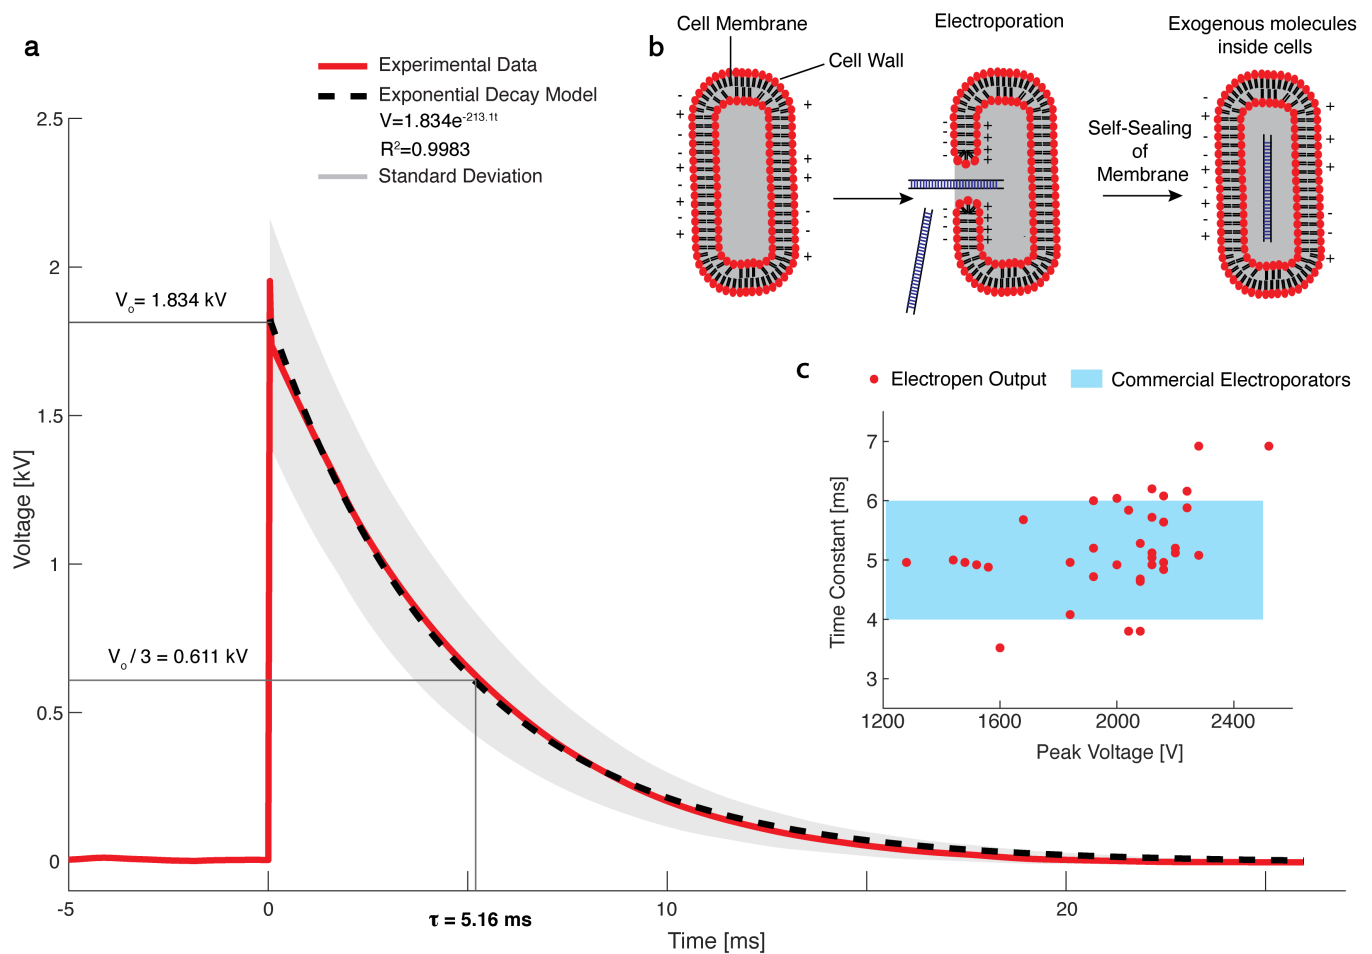 a
Experimental Data
Exponential Decay Model
V=1.834e^-213.1t
R²=0.9983
Standard Deviation
2.5
2
1.5
1
0.5
0
Voltage [kV]
Vₒ= 1.834 kV
Vₒ / 3 = 0.611 kV
-5
0
τ = 5.16 ms
10
20
Time [ms]
b
Cell Membrane
Cell Wall
Electroporation
Self-Sealing
of
Membrane
Exogenous molecules
inside cells
c
Electropen Output
Commercial Electroporators
7
6
5
4
3
Time Constant [ms]
1200
1600
2000
2400
Peak Voltage [V]